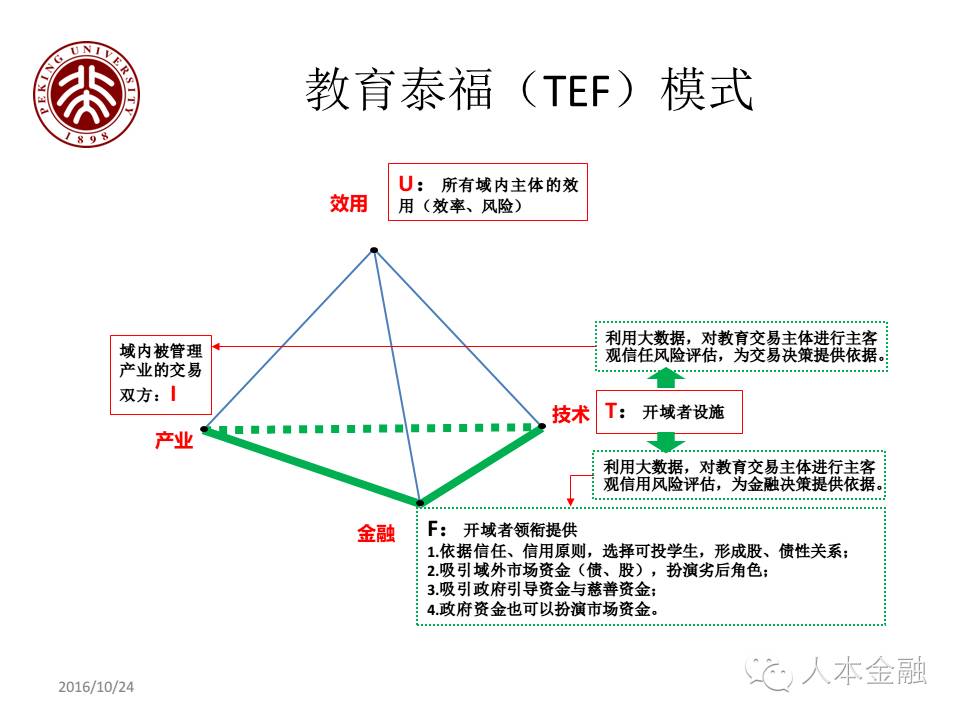 PEKING UNIVERSITY
1898
教育泰福（TEF）模式
效用
U： 所有域内主体的效
用（效率、风险）
域内被管理
产业的交易
双方：I
产业
利用大数据，对教育交易主体进行主客
观信任风险评估，为交易决策提供依据。
技术
T： 开域者设施
利用大数据，对教育交易主体进行主客
观信用风险评估，为金融决策提供依据。
金融
F： 开域者领衔提供
1.依据信任、信用原则，选择可投学生，形成股、债性关系；
2.吸引域外市场资金（债、股），扮演劣后角色；
3.吸引政府引导资金与慈善资金；
4.政府资金也可以扮演市场资金。
2016/10/24
人本金融